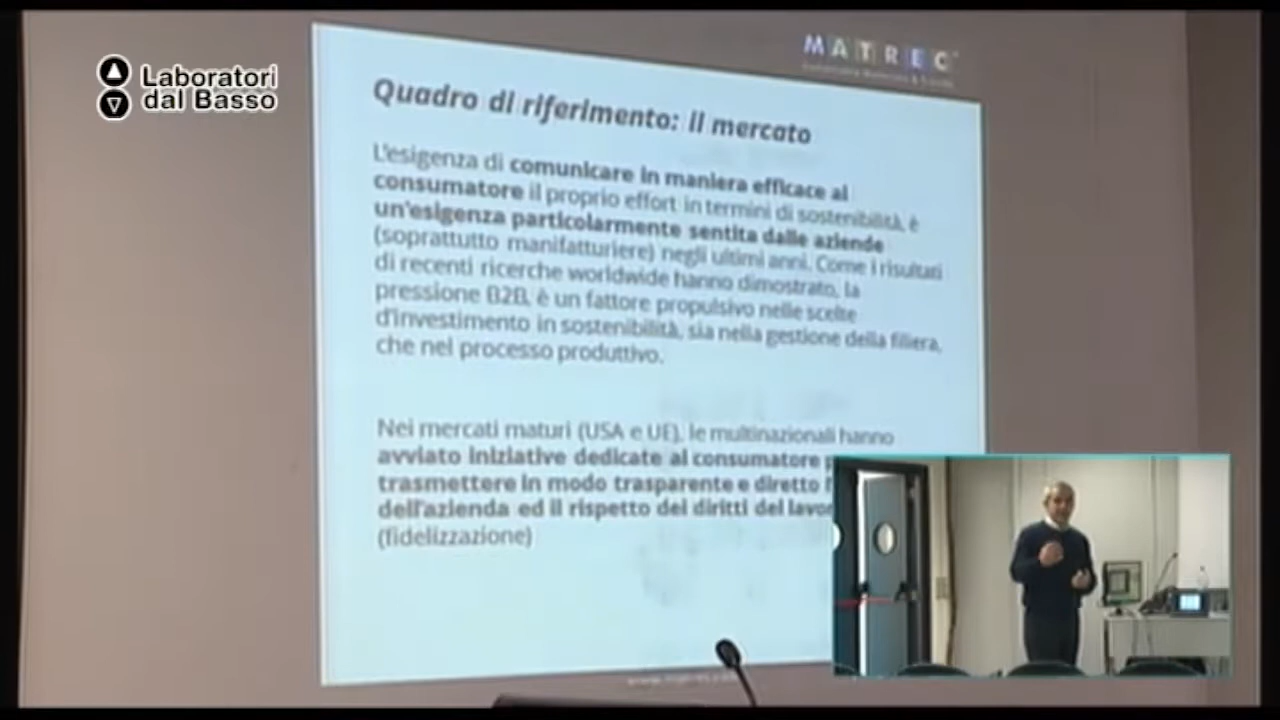 MATREC
Laboratori
dal Basso
Quadro di riferimento: il mercato
L'esigenza di comunicare in maniera efficace al
consumatore il proprio effort in termini di sostenibilità, è
un'esigenza particolarmente sentita dalle aziende
(soprattutto manifatturiere) negli ultimi anni. Come i risultati
di recenti ricerche worldwide hanno dimostrato, la
pressione B2B, è un fattore propulsivo nelle scelte
d'investimento in sostenibilità, sia nella gestione della filiera,
che nel processo produttivo.
Nei mercati maturi (USA e UE), le multinazionali hanno
avviato iniziative dedicate al consumatore
trasmettere in modo trasparente e diretto
dell'azienda ed il rispetto dei diritti del
(fidelizzazione)